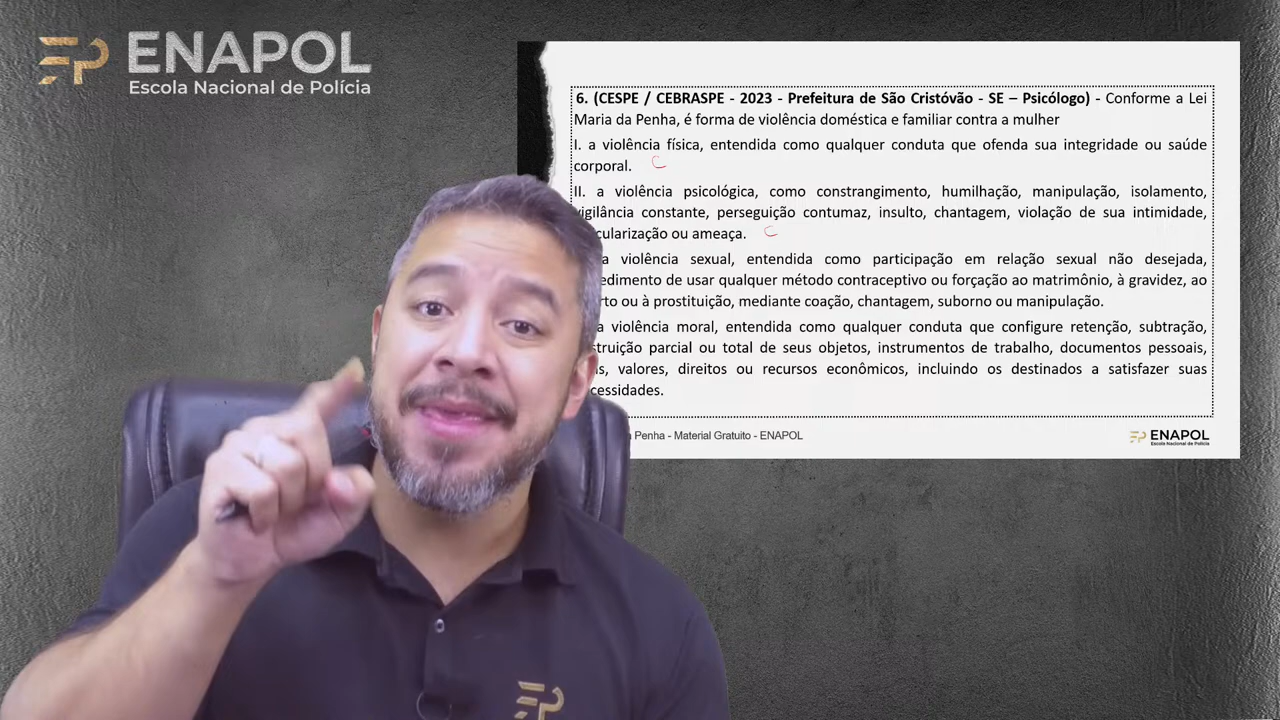 ENAPOL
Escola Nacional de Polícia
6. (CESPE / CEBRASPE - 2023 - Prefeitura de São Cristóvão - SE – Psicólogo) - Conforme a Lei
Maria da Penha, é forma de violência doméstica e familiar contra a mulher
I. a violência física, entendida como qualquer conduta que ofenda sua integridade ou saúde
corporal. C
II. a violência psicológica, como constrangimento, humilhação, manipulação, isolamento,
vigilância constante, perseguição contumaz, insulto, chantagem, violação de sua intimidade,
ou ameaça. C
a violência sexual, entendida como participação em relação sexual não desejada,
de usar qualquer método contraceptivo ou forçação ao matrimônio, à gravidez, ao
ou à prostituição, mediante coação, chantagem, suborno ou manipulação.
a violência moral, entendida como qualquer conduta que configure retenção, subtração,
parcial ou total de seus objetos, instrumentos de trabalho, documentos pessoais,
valores, direitos ou recursos econômicos, incluindo os destinados a satisfazer suas
Penha - Material Gratuito - ENAPOL
ENAPOL
Escola Nacional de Polícia